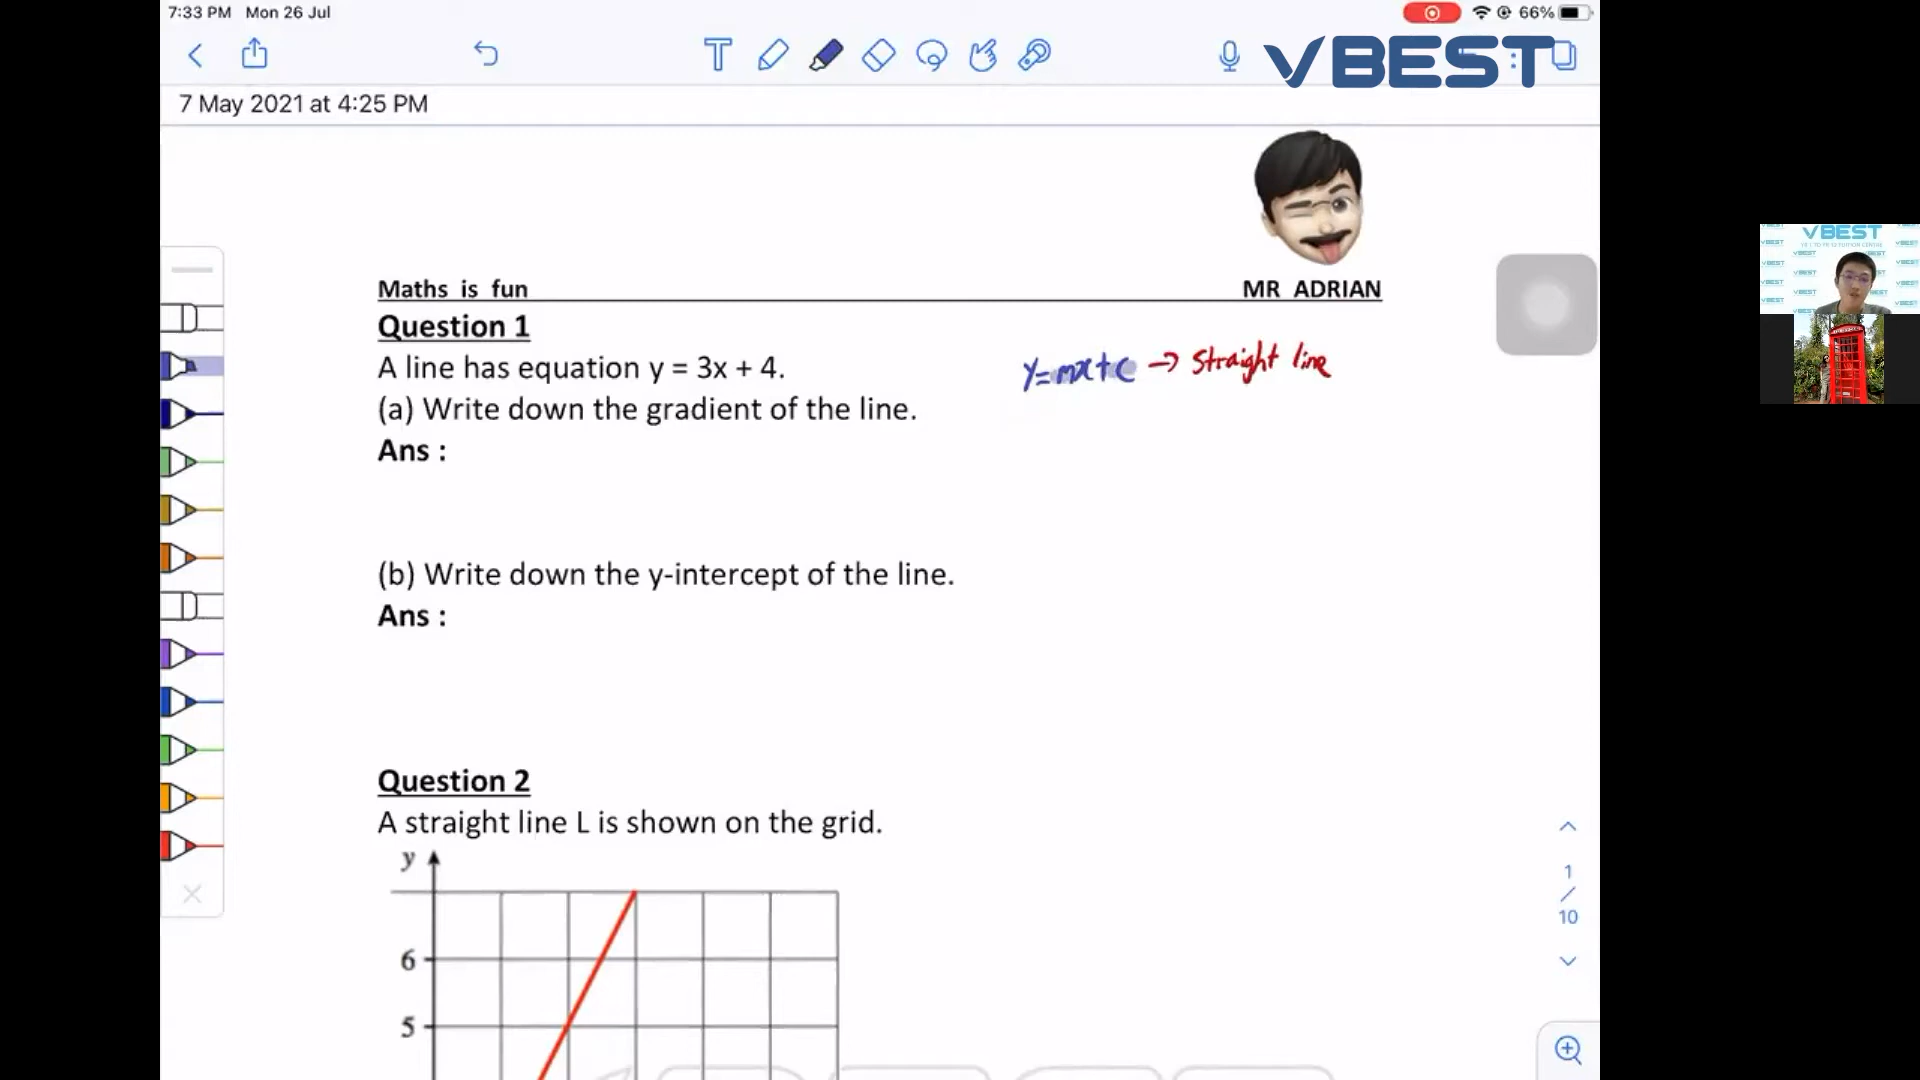 7:33 PM Mon 26 Jul
66%
VBEST
7 May 2021 at 4:25 PM
Maths is fun MR ADRIAN
Question 1
A line has equation y = 3x + 4.
y=mx+c → Straight line
(a) Write down the gradient of the line.
Ans :
(b) Write down the y-intercept of the line.
Ans :
Question 2
A straight line L is shown on the grid.
y
6
5
1
/
10
VBEST